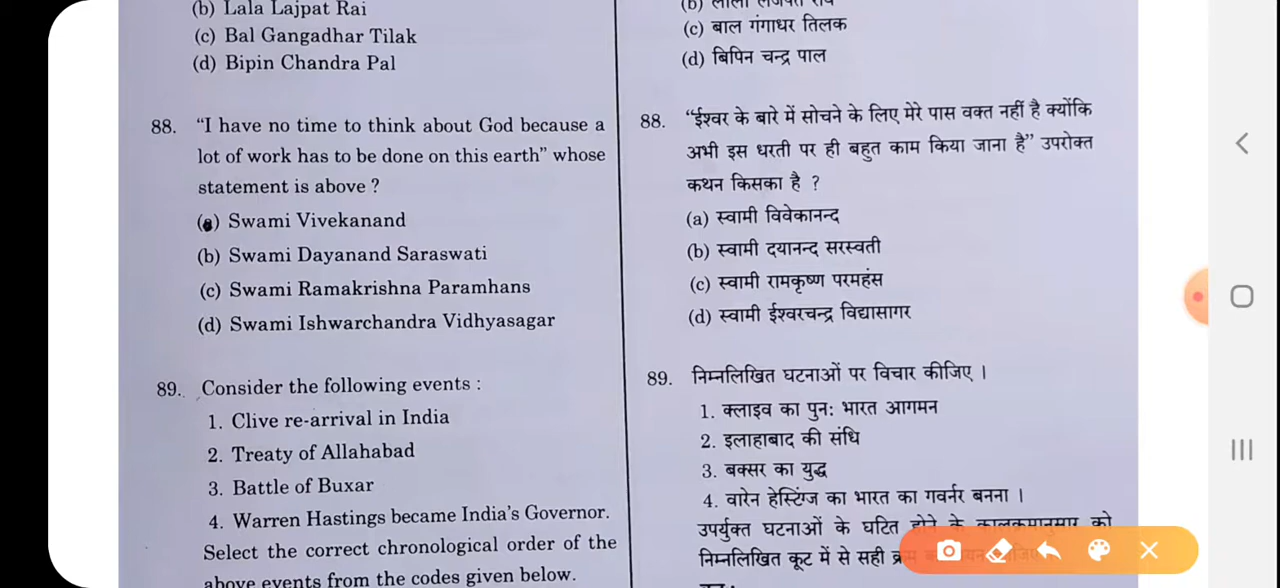 (b) Lala Lajpat Rai
(c) Bal Gangadhar Tilak
(d) Bipin Chandra Pal
88. “I have no time to think about God because a
lot of work has to be done on this earth” whose
statement is above ?
(a) Swami Vivekanand
(b) Swami Dayanand Saraswati
(c) Swami Ramakrishna Paramhans
(d) Swami Ishwarchandra Vidhyasagar
89. Consider the following events :
1. Clive re-arrival in India
2. Treaty of Allahabad
3. Battle of Buxar
4. Warren Hastings became India’s Governor.
Select the correct chronological order of the
above events from the codes given below.
(b) लाला लाजपत राय
(c) बाल गंगाधर तिलक
(d) बिपिन चन्द्र पाल
88. “ईश्वर के बारे में सोचने के लिए मेरे पास वक्त नहीं है क्योंकि
अभी इस धरती पर ही बहुत काम किया जाना है” उपरोक्त
कथन किसका है ?
(a) स्वामी विवेकानन्द
(b) स्वामी दयानन्द सरस्वती
(c) स्वामी रामकृष्ण परमहंस
(d) स्वामी ईश्वरचन्द्र विद्यासागर
89. निम्नलिखित घटनाओं पर विचार कीजिए ।
1. क्लाइव का पुन: भारत आगमन
2. इलाहाबाद की संधि
3. बक्सर का युद्ध
4. वारेन हेस्टिंग्ज का भारत का गवर्नर बनना ।
उपर्युक्त घटनाओं के घटित होने के कालक्रमानुसार को
निम्नलिखित कूट में से सही